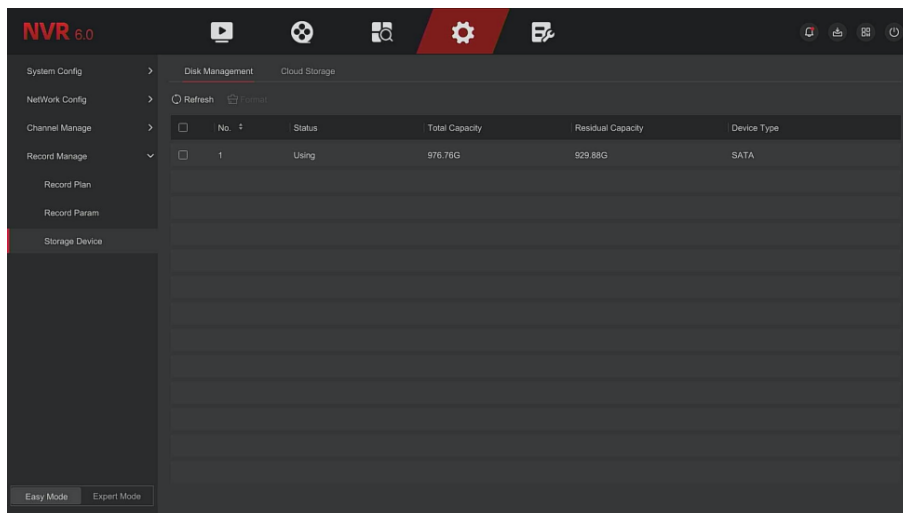 NVR 6.0
System Config
Disk Management Cloud Storage
NetWork Config
Refresh Format
Channel Manage
No. Status Total Capacity Residual Capacity Device Type
Record Manage
1 Using 976.76G 929.88G SATA
Record Plan
Record Param
Storage Device
Easy Mode Expert Mode